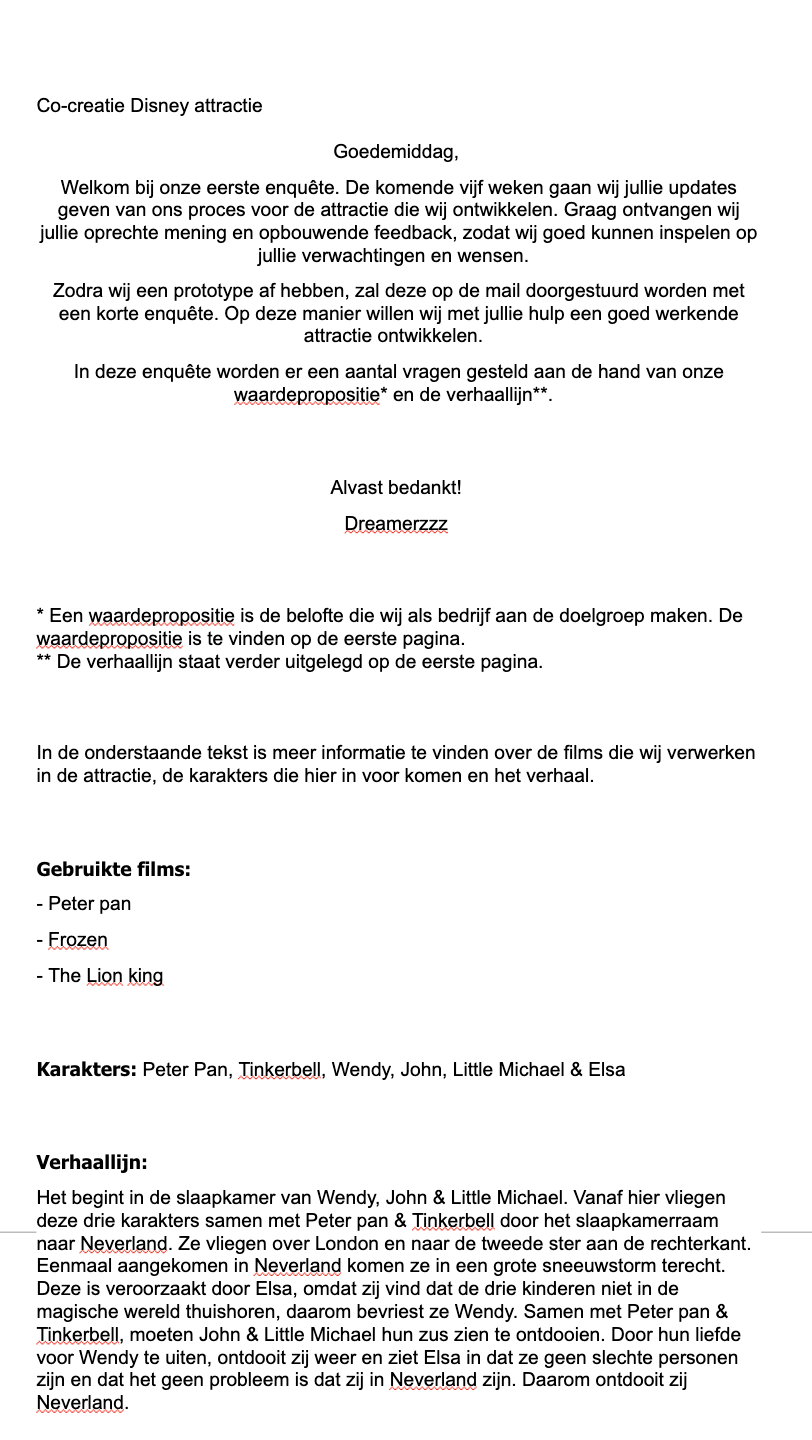 Co-creatie Disney attractie
Goedemiddag,
Welkom bij onze eerste enquête. De komende vijf weken gaan wij jullie updates
geven van ons proces voor de attractie die wij ontwikkelen. Graag ontvangen wij
jullie oprechte mening en opbouwende feedback, zodat wij goed kunnen inspelen op
jullie verwachtingen en wensen.
Zodra wij een prototype af hebben, zal deze op de mail doorgestuurd worden met
een korte enquête. Op deze manier willen wij met jullie hulp een goed werkende
attractie ontwikkelen.
In deze enquête worden er een aantal vragen gesteld aan de hand van onze
waardepropositie* en de verhaallijn**.
Alvast bedankt!
Dreamerzzz
* Een waardepropositie is de belofte die wij als bedrijf aan de doelgroep maken. De
waardepropositie is te vinden op de eerste pagina.
** De verhaallijn staat verder uitgelegd op de eerste pagina.
In de onderstaande tekst is meer informatie te vinden over de films die wij verwerken
in de attractie, de karakters die hier in voor komen en het verhaal.
Gebruikte films:
- Peter pan
- Frozen
- The Lion king
Karakters: Peter Pan, Tinkerbell, Wendy, John, Little Michael & Elsa
Verhaallijn:
Het begint in de slaapkamer van Wendy, John & Little Michael. Vanaf hier vliegen
deze drie karakters samen met Peter pan & Tinkerbell door het slaapkamerraam
naar Neverland. Ze vliegen over London en naar de tweede ster aan de rechterkant.
Eenmaal aangekomen in Neverland komen ze in een grote sneeuwstorm terecht.
Deze is veroorzaakt door Elsa, omdat zij vind dat de drie kinderen niet in de
magische wereld thuishoren, daarom bevriest ze Wendy. Samen met Peter pan &
Tinkerbell, moeten John & Little Michael hun zus zien te ontdooien. Door hun liefde
voor Wendy te uiten, ontdooit zij weer en ziet Elsa in dat ze geen slechte personen
zijn en dat het geen probleem is dat zij in Neverland zijn. Daarom ontdooit zij
Neverland.